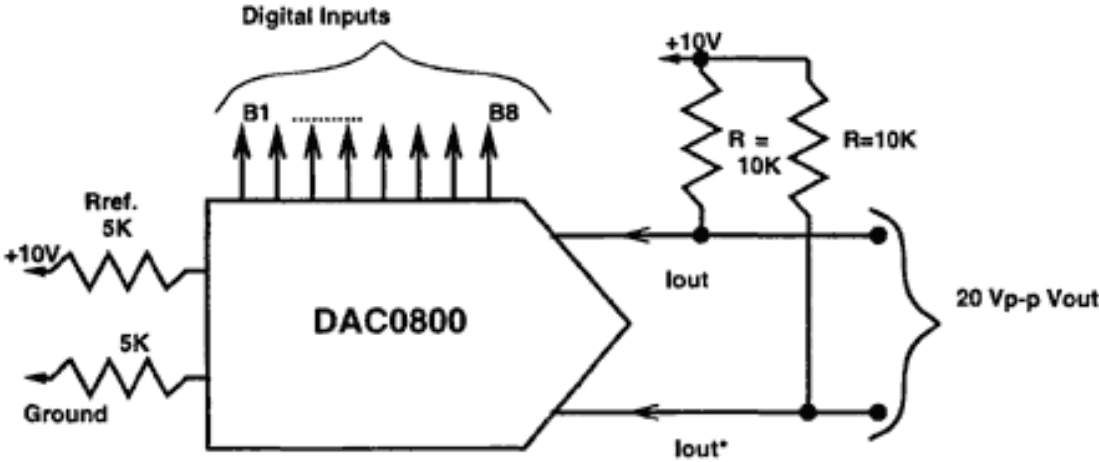 Digital Inputs
B1 ........... B8
+10V
R =
10K
R=10K
Rref.
5K
+10V
DAC0800
5K
Ground
Iout
20 Vp-p Vout
Iout*